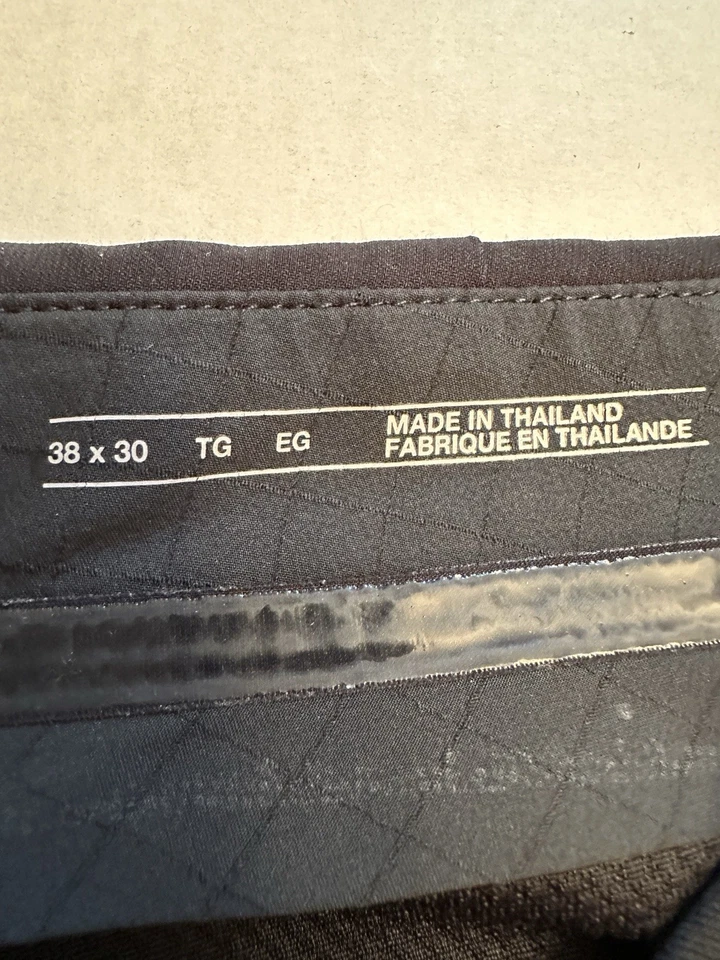 38 x 30 TG EG
MADE IN THAILAND
FABRIQUE EN THAILANDE